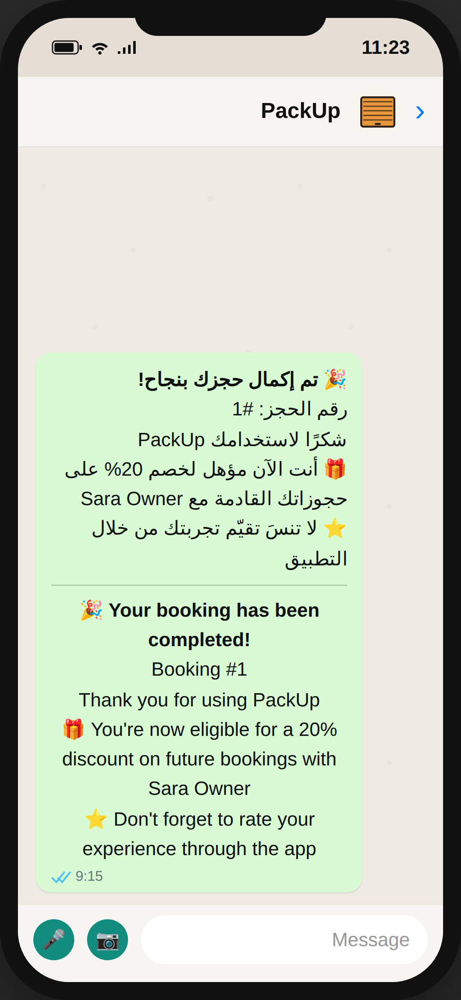 11:23
PackUp
🎉 تم إكمال حجزك بنجاح!
رقم الحجز: #1
شكرًا لاستخدامك PackUp
🎁 أنت الآن مؤهل لخصم 20% على
حجوزاتك القادمة مع Sara Owner
⭐ لا تنسَ تقيّم تجربتك من خلال
التطبيق
🎉 Your booking has been
completed!
Booking #1
Thank you for using PackUp
🎁 You're now eligible for a 20%
discount on future bookings with
Sara Owner
⭐ Don't forget to rate your
experience through the app
9:15
Message